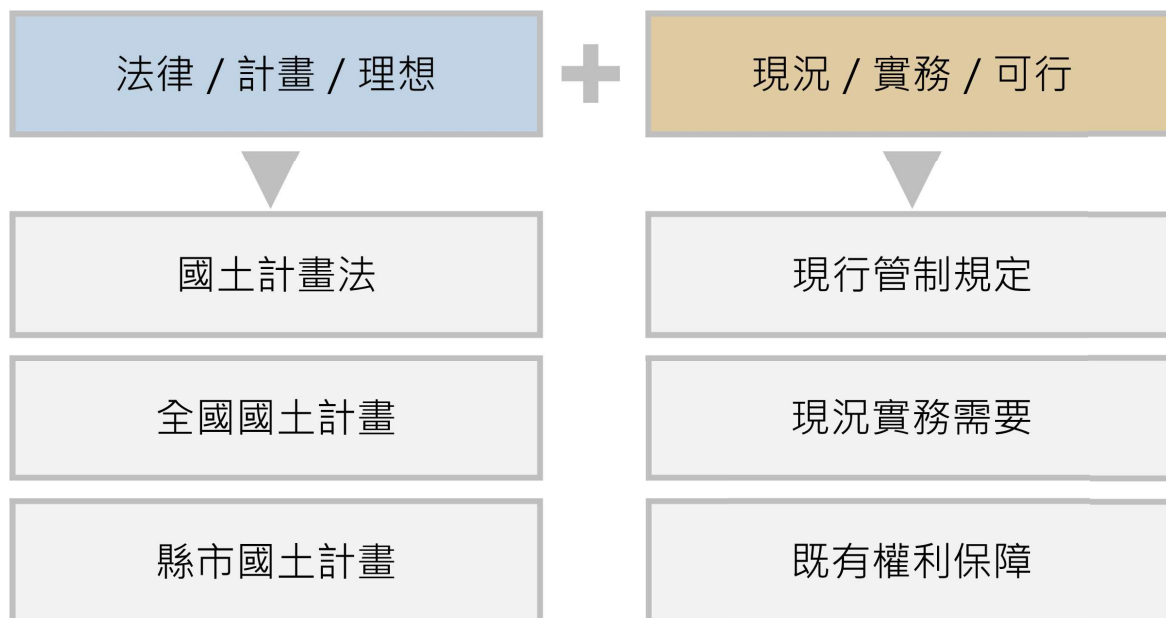 法律 / 計畫 / 理想
現況 / 實務 / 可行
國土計畫法
現行管制規定
全國國土計畫
現況實務需要
縣市國土計畫
既有權利保障